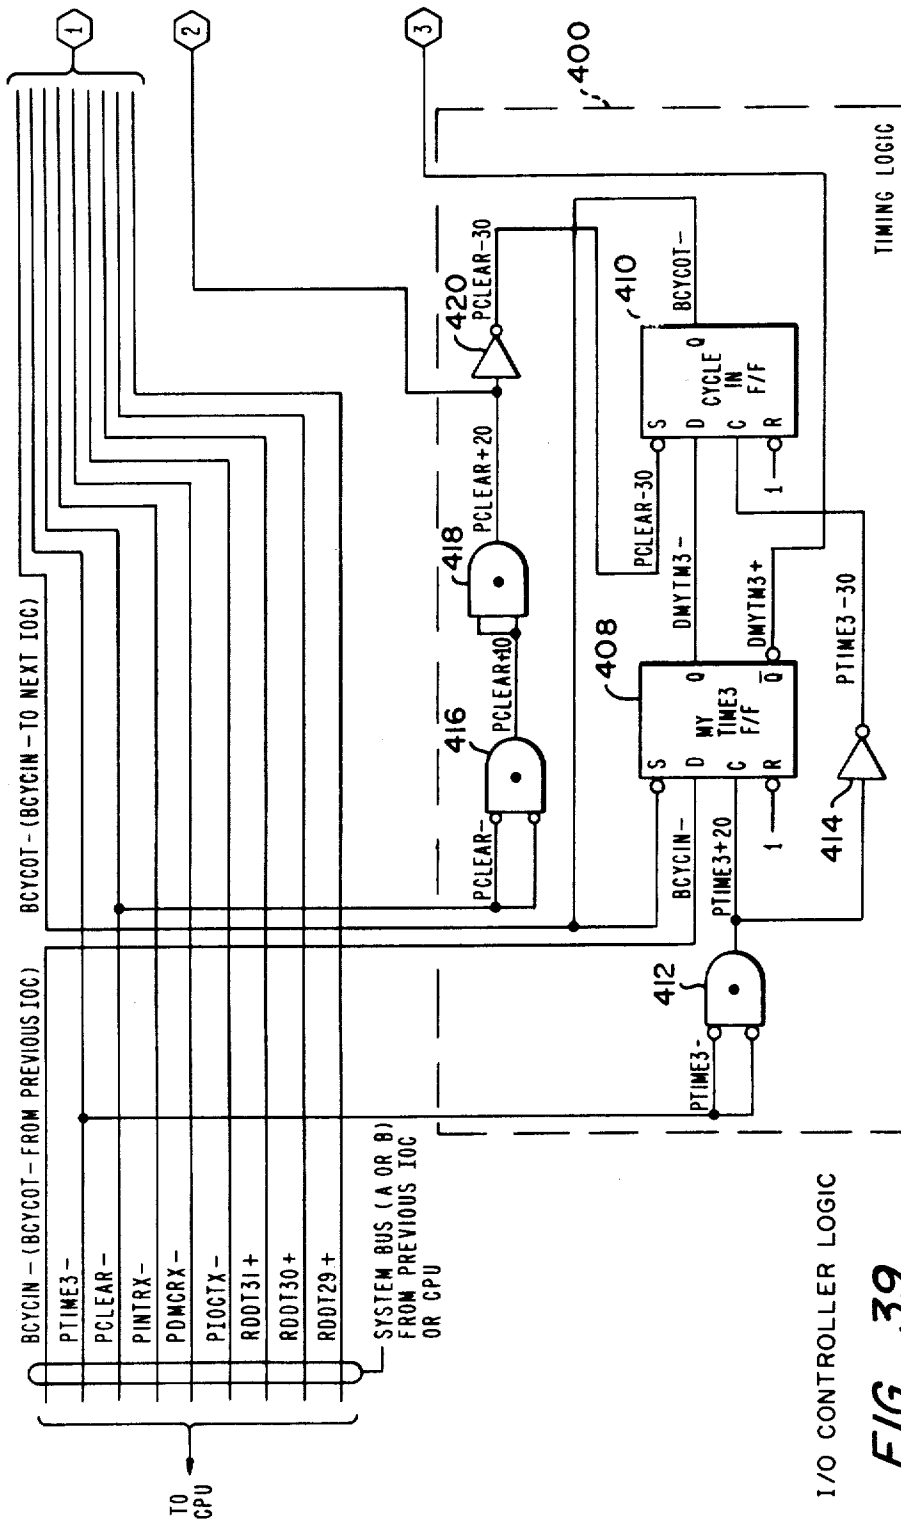 BCYCIN - (BCYCOT - FROM PREVIOUS IOC)
BCYCOT - (BCYCIN - TO NEXT IOC)
1
PTIME3 -
PCLEAR -
PINTRX -
PDMCRX -
PIOCTX -
RDDT31 +
RDDT30 +
RDDT29 +
TO
CPU
SYSTEM BUS (A OR B)
FROM PREVIOUS IOC
OR CPU
2
3
400
PCLEAR -
416
PCLEAR+10
418
PCLEAR+20
420
PCLEAR-30
PCLEAR-30
408
410
BCYCIN -
S
D
C
R
MY
TIME3
F/F
Q
Q̅
DMYTM3 -
DMYTM3+
S
D
C
R
CYCLE
IN
F/F
Q
BCYCOT -
PTIME3 -
412
PTIME3+20
1
414
PTIME3-30
1
TIMING LOGIC
I/O CONTROLLER LOGIC
FIG. 39